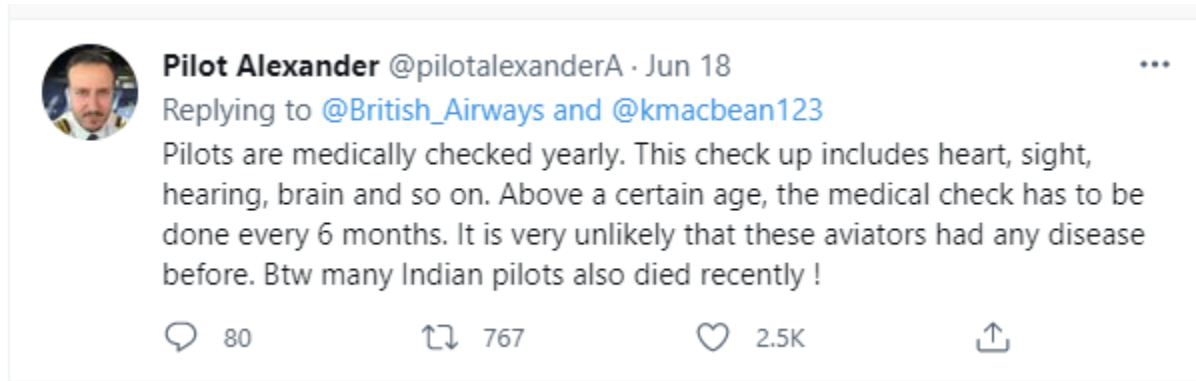 Pilot Alexander @pilotalexanderA · Jun 18
Replying to @British_Airways and @kmacbean123
Pilots are medically checked yearly. This check up includes heart, sight,
hearing, brain and so on. Above a certain age, the medical check has to be
done every 6 months. It is very unlikely that these aviators had any disease
before. Btw many Indian pilots also died recently !
80 767 2.5K